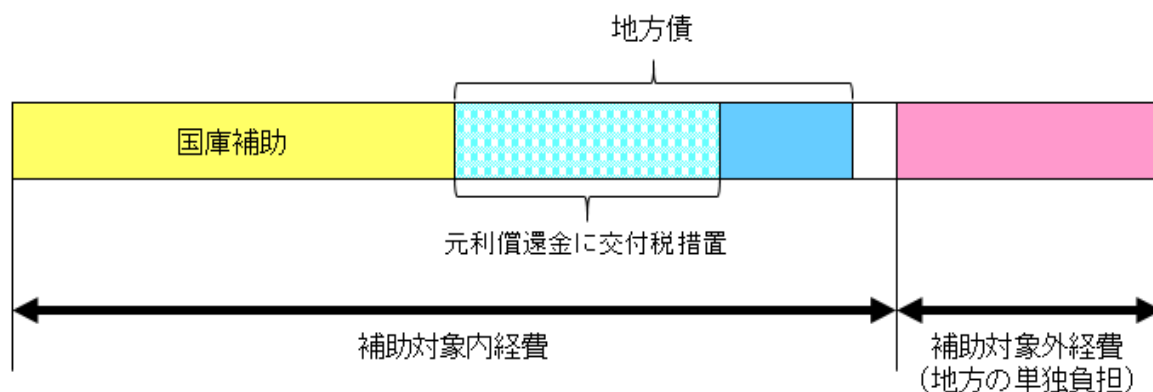 地方債
国庫補助
元利償還金に交付税措置
補助対象内経費
補助対象外経費
(地方の単独負担)